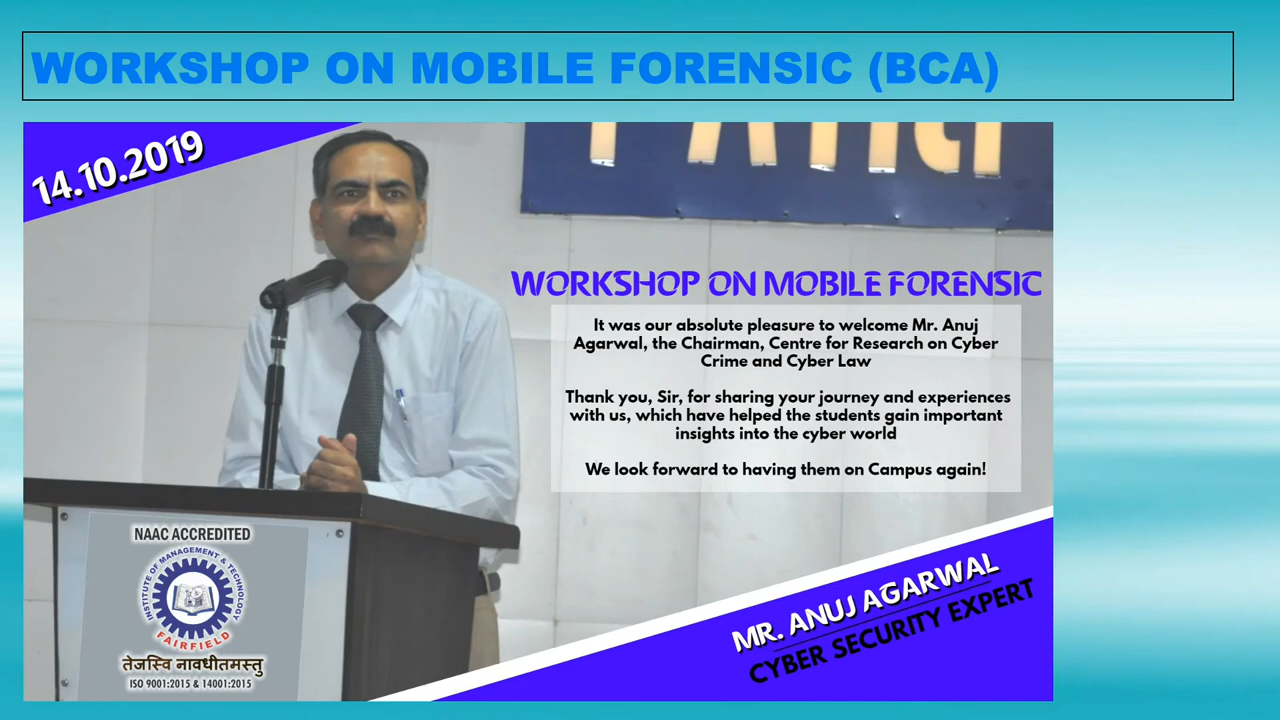 WORKSHOP ON MOBILE FORENSIC (BCA)
14.10.2019
WORKSHOP ON MOBILE FORENSIC
It was our absolute pleasure to welcome Mr. Anuj
Agarwal, the Chairman, Centre for Research on Cyber
Crime and Cyber Law
Thank you, Sir, for sharing your journey and experiences
with us, which have helped the students gain important
insights into the cyber world
We look forward to having them on Campus again!
NAAC ACCREDITED
INSTITUTE OF MANAGEMENT & TECHNOLOGY
FAIRFIELD
तेजस्वि नावधीतमस्तु
ISO 9001:2015 & 14001:2015
MR. ANUJ AGARWAL
CYBER SECURITY EXPERT